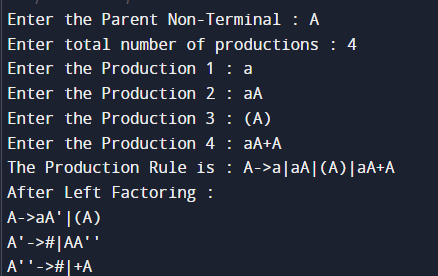 Enter the Parent Non-Terminal : A
Enter total number of productions : 4
Enter the Production 1 : a
Enter the Production 2 : aA
Enter the Production 3 : (A)
Enter the Production 4 : aA+A
The Production Rule is : A->a|aA|(A)|aA+A
After Left Factoring :
A->aA'|(A)
A'->#|AA''
A''->#|+A